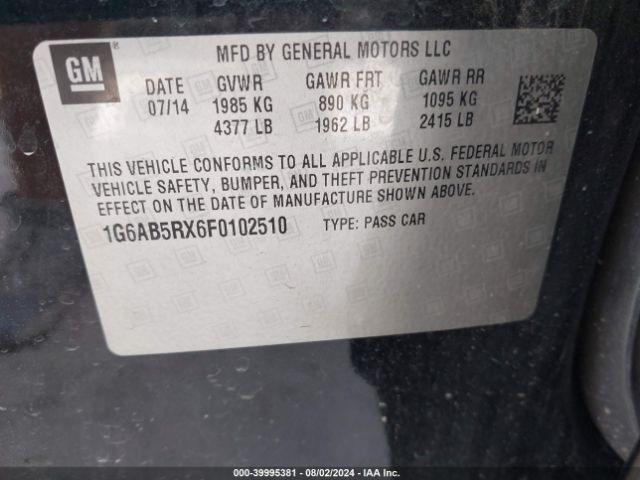 GM
MFD BY GENERAL MOTORS LLC
DATE GVWR GAWR FRT GAWR RR
07/14 1985 KG 890 KG 1095 KG
4377 LB 1962 LB 2415 LB
THIS VEHICLE CONFORMS TO ALL APPLICABLE U.S. FEDERAL MOTOR
VEHICLE SAFETY, BUMPER, AND THEFT PREVENTION STANDARDS IN
EFFECT ON THE DATE OF MANUFACTURE SHOWN ABOVE.
1G6AB5RX6F0102510 TYPE: PASS CAR
000-39995381 - 08/02/2024 - IAA Inc.